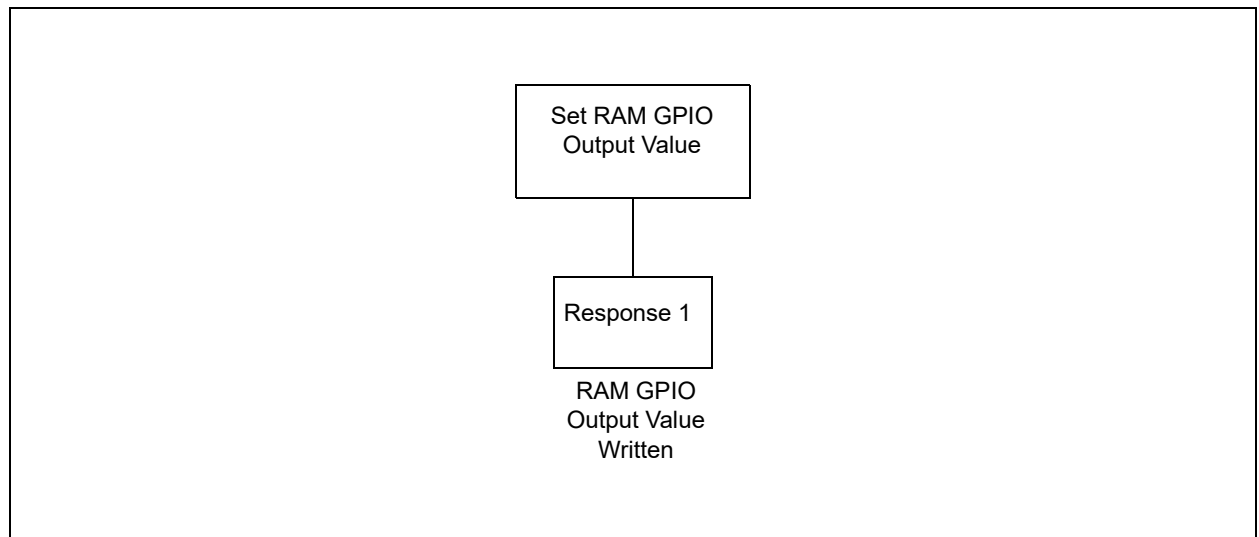 Set RAM GPIO
Output Value
Response 1
RAM GPIO
Output Value
Written